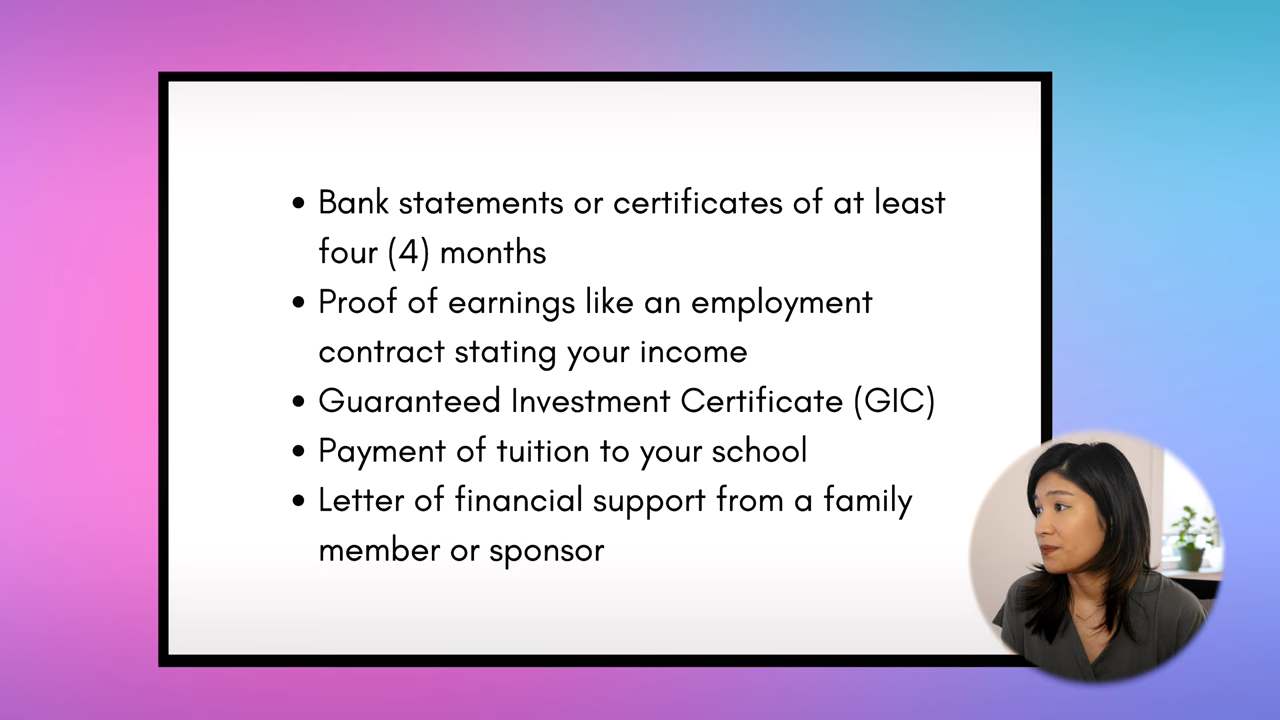 • Bank statements or certificates of at least
four (4) months
• Proof of earnings like an employment
contract stating your income
• Guaranteed Investment Certificate (GIC)
• Payment of tuition to your school
• Letter of financial support from a family
member or sponsor